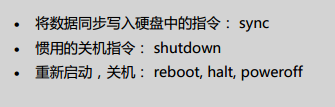 • 将数据同步写入硬盘中的指令： sync
• 惯用的关机指令： shutdown
• 重新启动，关机： reboot, halt, poweroff